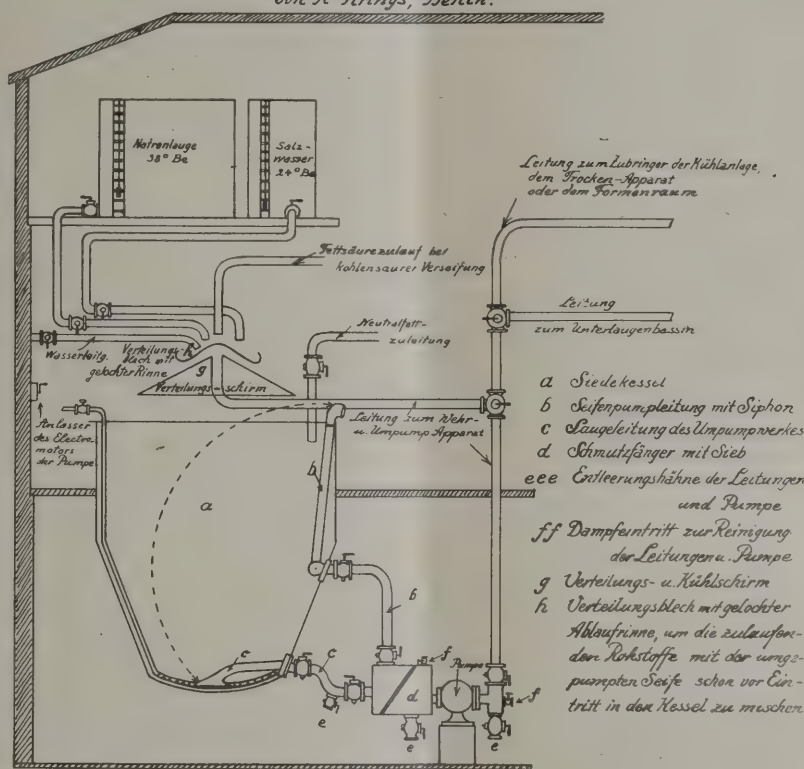 von R. Krings, Berlin.
Natronlauge
38° Be
Salz-
wasser
24° Be
Leitung zum Zubringer der Kühlanlage,
dem Trocken-Apparat
oder dem Formenraum
Fettsäurezulauf bei
kohlensaurer Verseifung
Neutralfett-
zuleitung
Leitung
zum Unterlaugenbassin
Wasserleitg.
Verteilungs-
blech mit
gelochter Rinne
h
g
Verteilungs-schirm
Leitung zum Wehr-
u. Umpump Apparat
Anlasser
des Electro-
motors
der Pumpe
a
b
b
c
c
e
d
f
Pumpe
f
e
e
a Siedekessel
b Seifenpumpleitung mit Siphon
c Saugeleitung des Umpumpwerkes
d Schmutzfänger mit Sieb
eee Entleerungshähne der Leitungen
und Pumpe
ff Dampfeintritt zur Reinigung
der Leitungen u. Pumpe
g Verteilungs- u. Kühlschirm
h Verteilungsblech mit gelochter
Ablaufrinne, um die zulaufen-
den Rohstoffe mit der umge-
pumpten Seife schon vor Ein-
tritt in den Kessel zu mischen